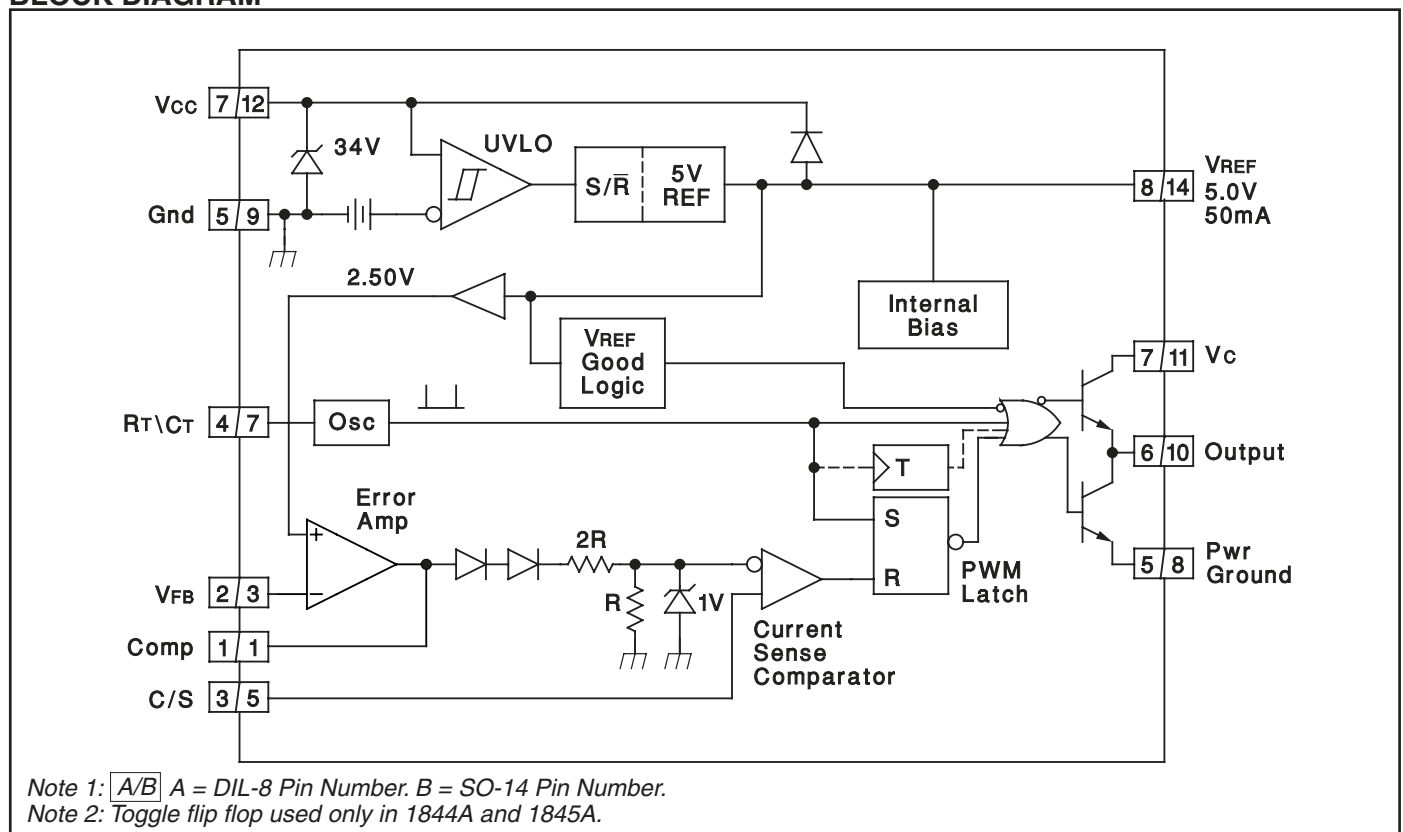 BLOCK DIAGRAM
VCC 7/12
34V
UVLO
S/R̅
5V
REF
8/14
VREF
5.0V
50mA
Gnd 5/9
2.50V
Internal
Bias
VREF
Good
Logic
7/11 VC
RT\CT 4/7
Osc
T
6/10 Output
Error
Amp
+
−
2R
R
1V
S
R
PWM
Latch
5/8
Pwr
Ground
VFB 2/3
Comp 1/1
Current
Sense
Comparator
C/S 3/5
Note 1: A/B A = DIL-8 Pin Number. B = SO-14 Pin Number.
Note 2: Toggle flip flop used only in 1844A and 1845A.